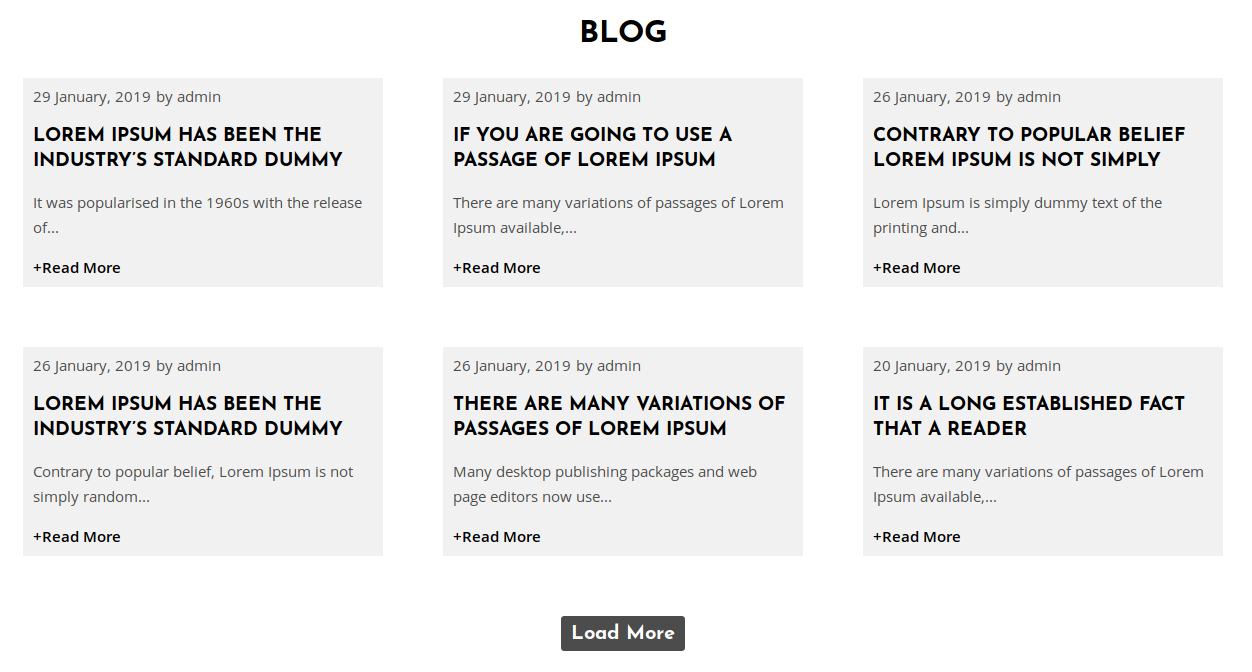 BLOG
29 January, 2019 by admin
LOREM IPSUM HAS BEEN THE
INDUSTRY'S STANDARD DUMMY
It was popularised in the 1960s with the release
of...
+Read More
29 January, 2019 by admin
IF YOU ARE GOING TO USE A
PASSAGE OF LOREM IPSUM
There are many variations of passages of Lorem
Ipsum available,...
+Read More
26 January, 2019 by admin
CONTRARY TO POPULAR BELIEF
LOREM IPSUM IS NOT SIMPLY
Lorem Ipsum is simply dummy text of the
printing and...
+Read More
26 January, 2019 by admin
LOREM IPSUM HAS BEEN THE
INDUSTRY'S STANDARD DUMMY
Contrary to popular belief, Lorem Ipsum is not
simply random...
+Read More
26 January, 2019 by admin
THERE ARE MANY VARIATIONS OF
PASSAGES OF LOREM IPSUM
Many desktop publishing packages and web
page editors now use...
+Read More
20 January, 2019 by admin
IT IS A LONG ESTABLISHED FACT
THAT A READER
There are many variations of passages of Lorem
Ipsum available,...
+Read More
Load More